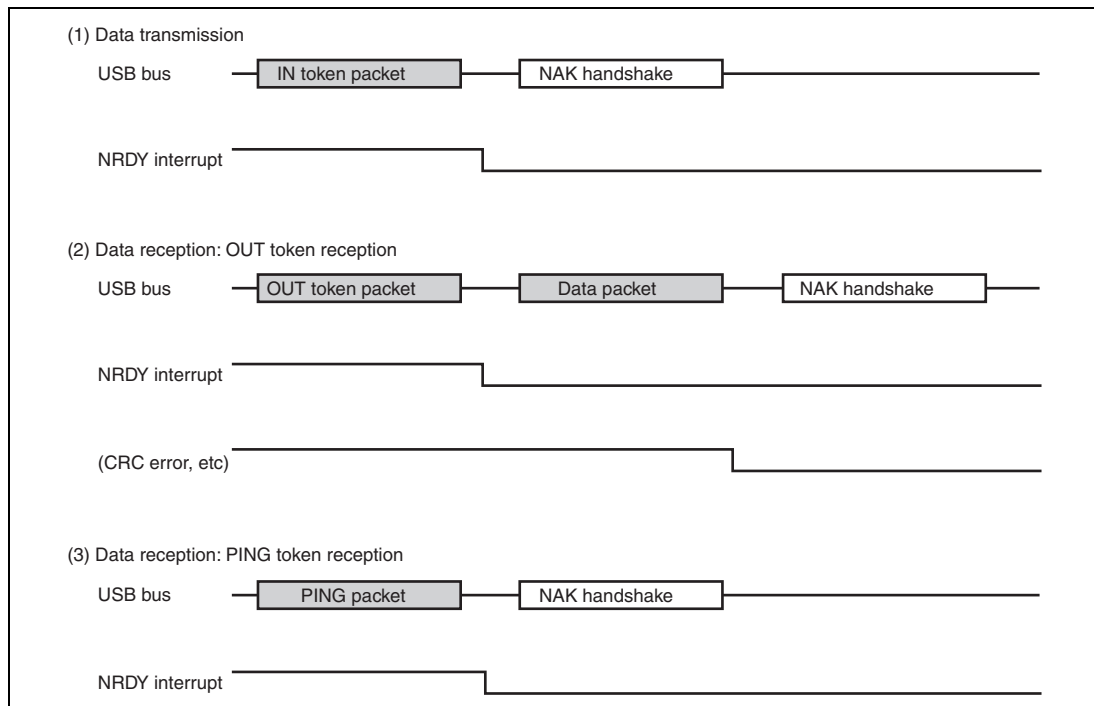 (1) Data transmission
USB bus
IN token packet
NAK handshake
NRDY interrupt
(2) Data reception: OUT token reception
USB bus
OUT token packet
Data packet
NAK handshake
NRDY interrupt
(CRC error, etc)
(3) Data reception: PING token reception
USB bus
PING packet
NAK handshake
NRDY interrupt